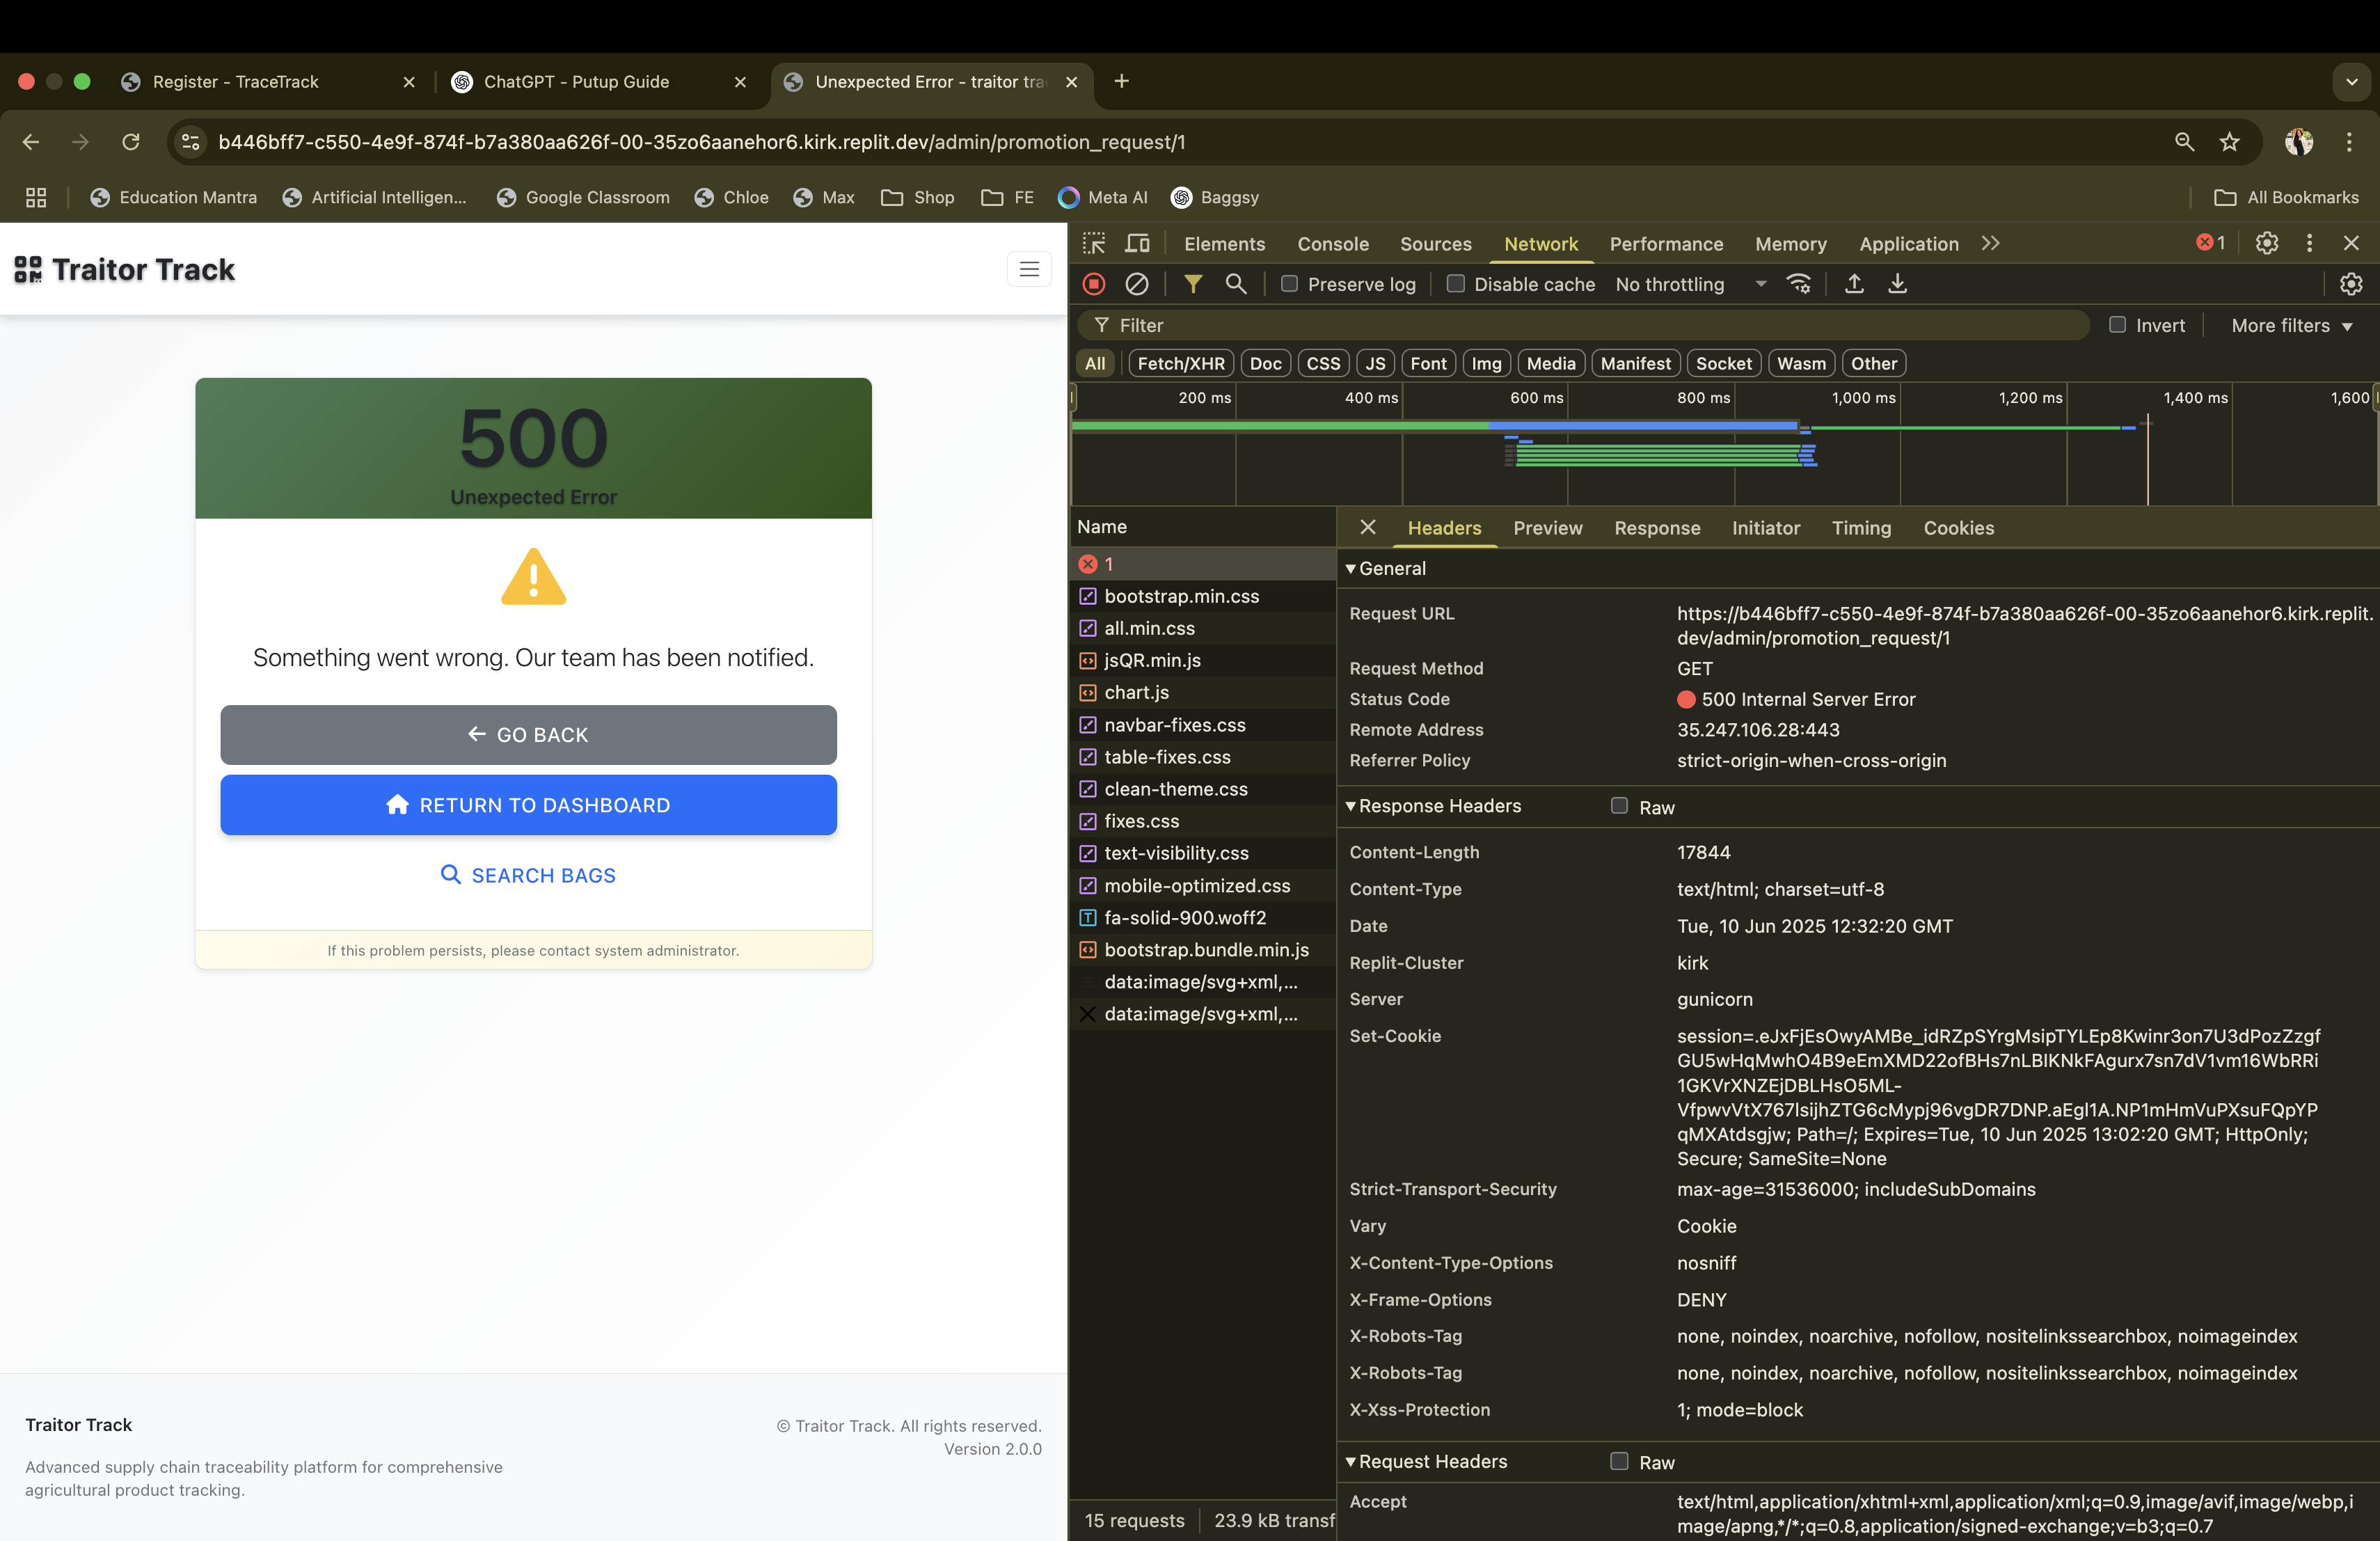 Register - TraceTrack
ChatGPT - Putup Guide
Unexpected Error - traitor tra
b446bff7-c550-4e9f-874f-b7a380aa626f-00-35zo6aanehor6.kirk.replit.dev/admin/promotion_request/1
Education Mantra
Artificial Intelligen...
Google Classroom
Chloe
Max
Shop
FE
Meta AI
Baggsy
All Bookmarks
Traitor Track
500
Unexpected Error
Something went wrong. Our team has been notified.
GO BACK
RETURN TO DASHBOARD
SEARCH BAGS
If this problem persists, please contact system administrator.
Traitor Track
Advanced supply chain traceability platform for comprehensive
agricultural product tracking.
© Traitor Track. All rights reserved.
Version 2.0.0
Elements Console Sources Network Performance Memory Application 1
Preserve log Disable cache No throttling
Filter Invert More filters
All Fetch/XHR Doc CSS JS Font Img Media Manifest Socket Wasm Other
200 ms 400 ms 600 ms 800 ms 1,000 ms 1,200 ms 1,400 ms 1,600
Name
1
bootstrap.min.css
all.min.css
jsQR.min.js
chart.js
navbar-fixes.css
table-fixes.css
clean-theme.css
fixes.css
text-visibility.css
mobile-optimized.css
fa-solid-900.woff2
bootstrap.bundle.min.js
data:image/svg+xml,...
data:image/svg+xml,...
15 requests 23.9 kB transf
Headers Preview Response Initiator Timing Cookies
General
Request URL https://b446bff7-c550-4e9f-874f-b7a380aa626f-00-35zo6aanehor6.kirk.replit.
dev/admin/promotion_request/1
Request Method GET
Status Code 500 Internal Server Error
Remote Address 35.247.106.28:443
Referrer Policy strict-origin-when-cross-origin
Response Headers Raw
Content-Length 17844
Content-Type text/html; charset=utf-8
Date Tue, 10 Jun 2025 12:32:20 GMT
Replit-Cluster kirk
Server gunicorn
Set-Cookie session=.eJxFjEsOwyAMBe_idRZpSYrgMsipTYLEp8Kwinr3on7U3dPozZzgf
GU5wHqMwhO4B9eEmXMD22ofBHs7nLBIKNkFAgurx7sn7dV1vm16WbRRi
1GKVrXNZEjDBLHsO5ML-
VfpwvVtX767lsijhZTG6cMypj96vgDR7DNP.aEgl1A.NP1mHmVuPXsuFQpYP
qMXAtdsgjw; Path=/; Expires=Tue, 10 Jun 2025 13:02:20 GMT; HttpOnly;
Secure; SameSite=None
Strict-Transport-Security max-age=31536000; includeSubDomains
Vary Cookie
X-Content-Type-Options nosniff
X-Frame-Options DENY
X-Robots-Tag none, noindex, noarchive, nofollow, nositelinkssearchbox, noimageindex
X-Robots-Tag none, noindex, noarchive, nofollow, nositelinkssearchbox, noimageindex
X-Xss-Protection 1; mode=block
Request Headers Raw
Accept text/html,application/xhtml+xml,application/xml;q=0.9,image/avif,image/webp,i
mage/apng,*/*;q=0.8,application/signed-exchange;v=b3;q=0.7